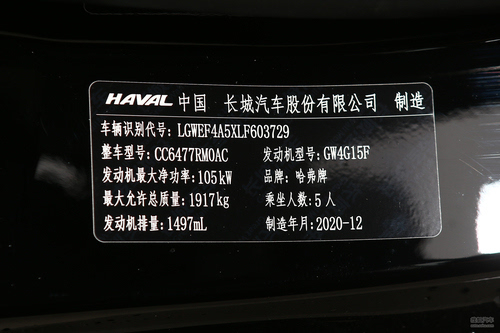 HAVAL 中国 长城汽车股份有限公司 制造
车辆识别代号: LGWEF4A5XLF603729
整车型号: CC6477RM0AC 发动机型号: GW4G15F
发动机最大净功率: 105kW 品牌: 哈弗牌
最大允许总质量: 1917kg 乘坐人数: 5人
发动机排量: 1497mL 制造年月: 2020-12